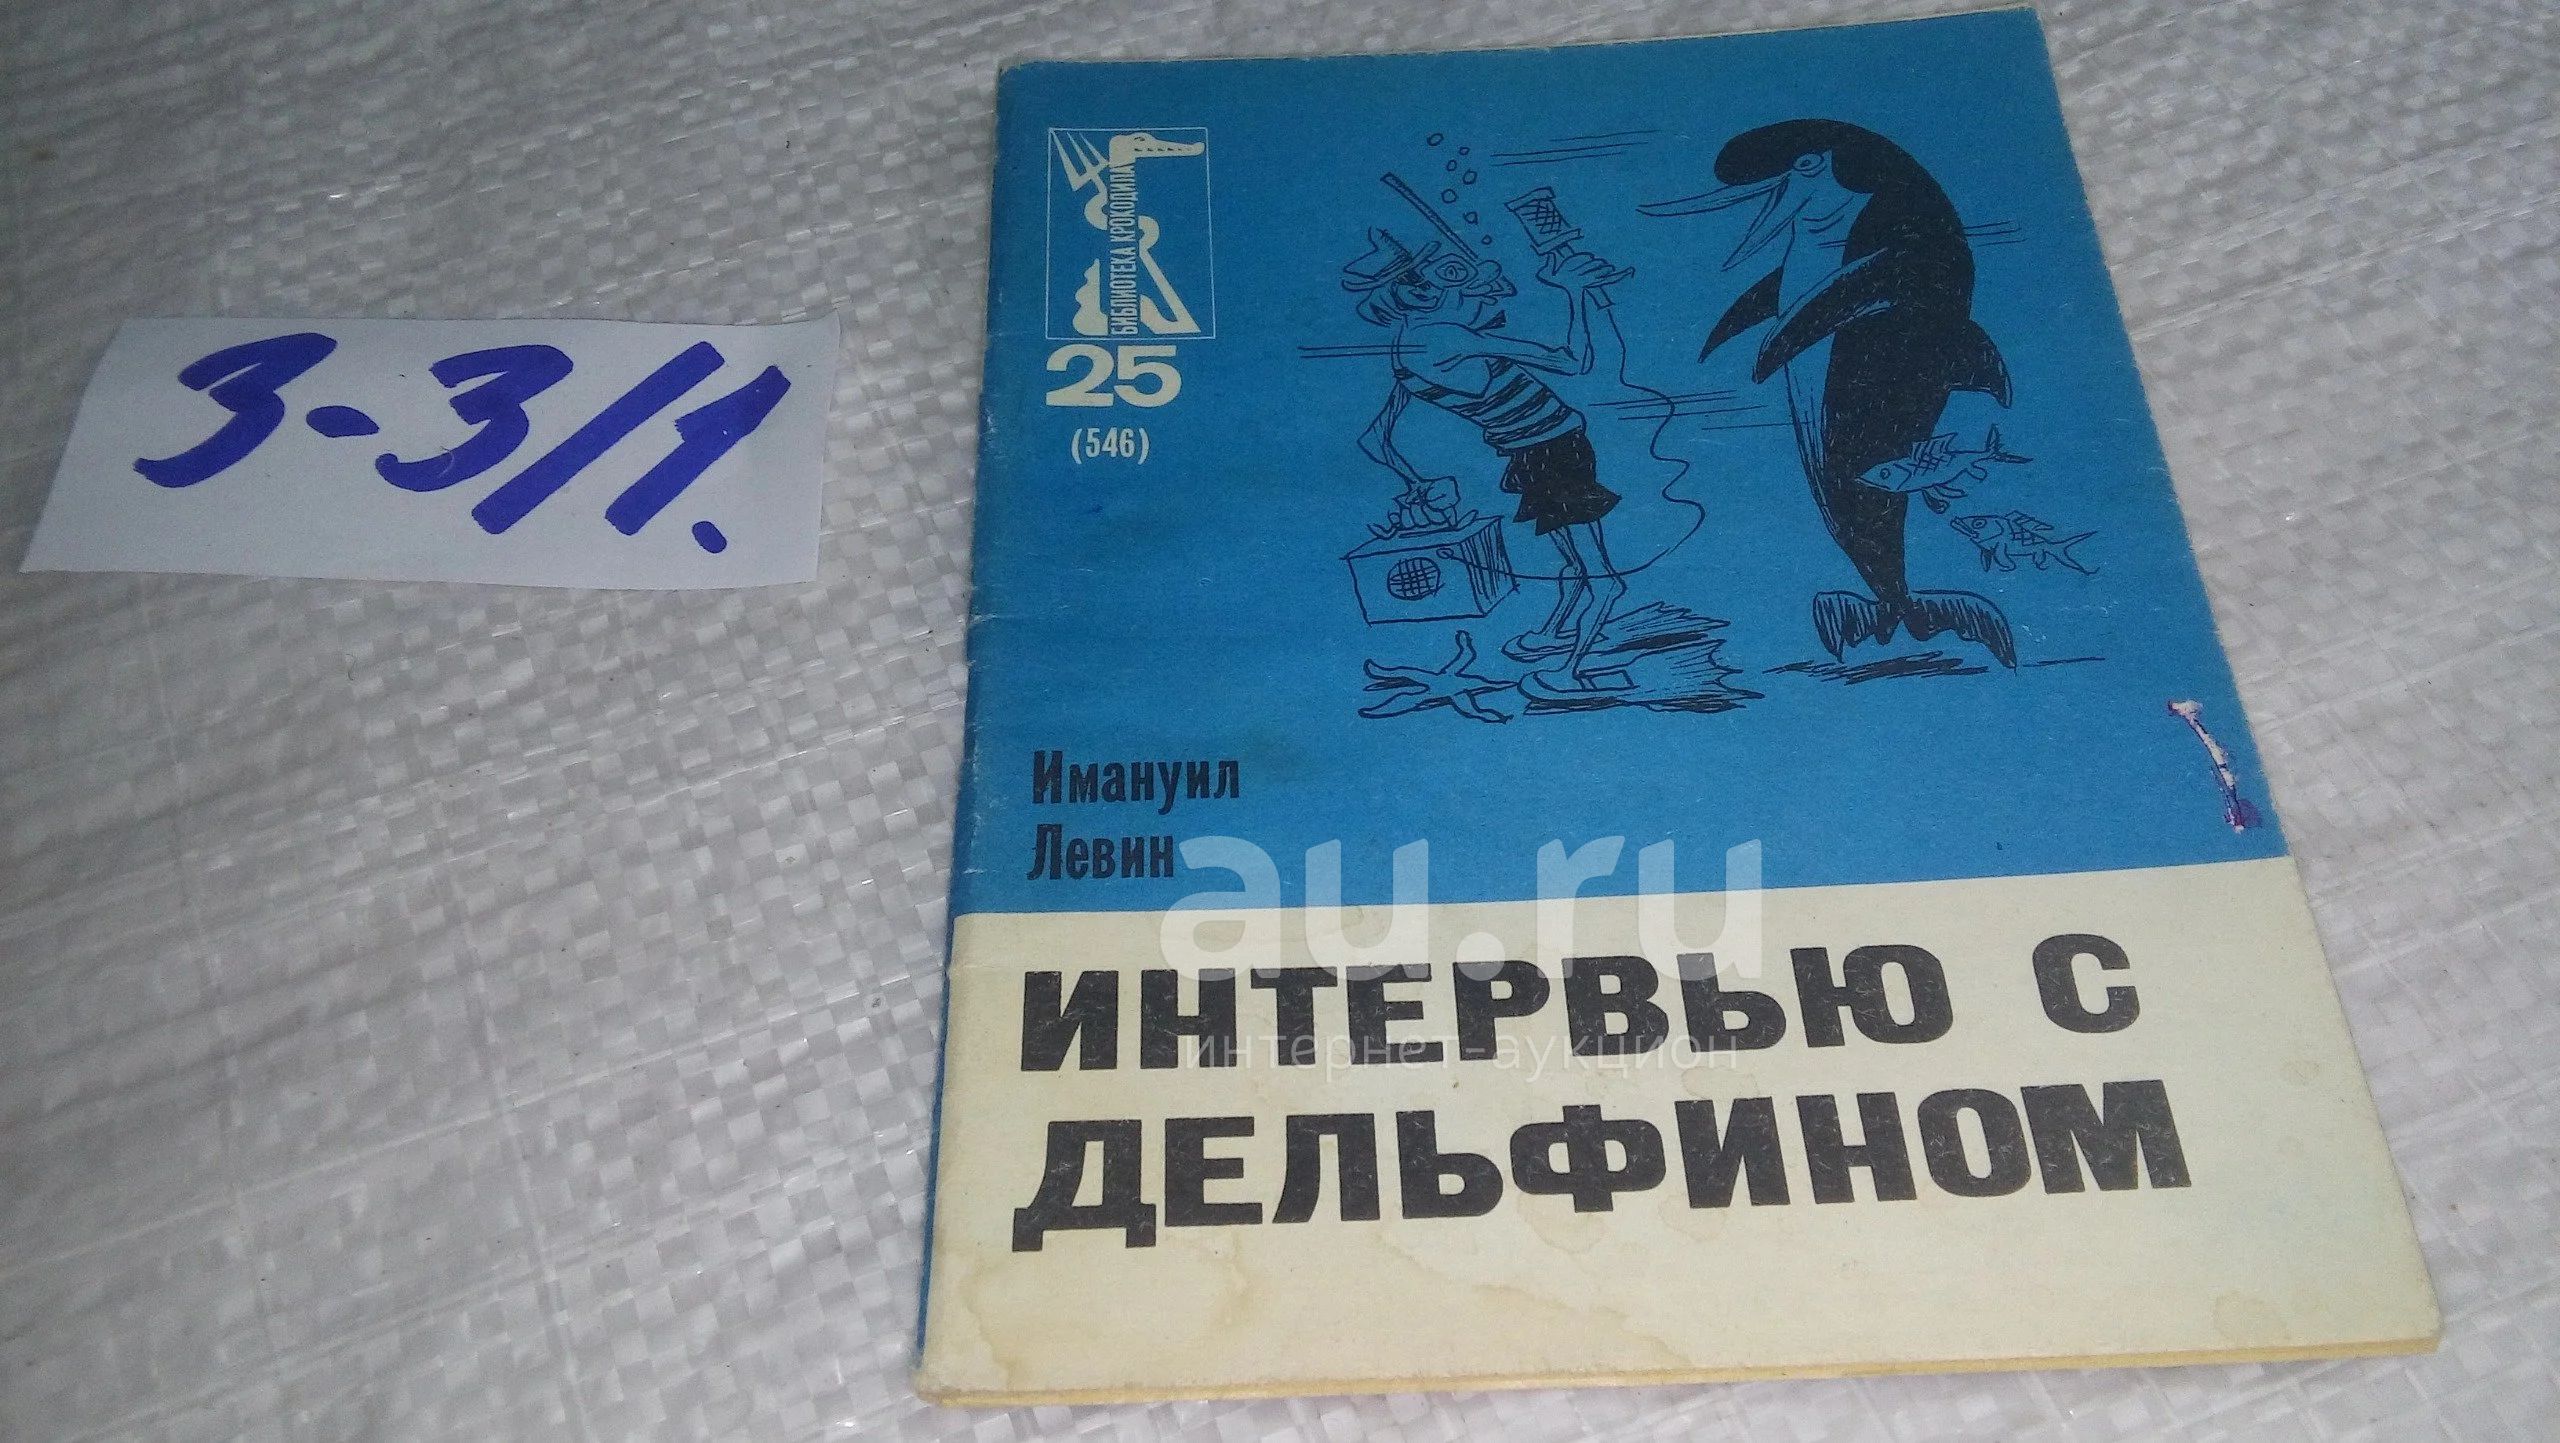 3-3/1.
БИБЛИОТЕКА КРОКОДИЛА
25
(546)
Имануил
Левин
au.ru
ИНТЕРВЬЮ С
интернет-аукцион
ДЕЛЬФИНОМ